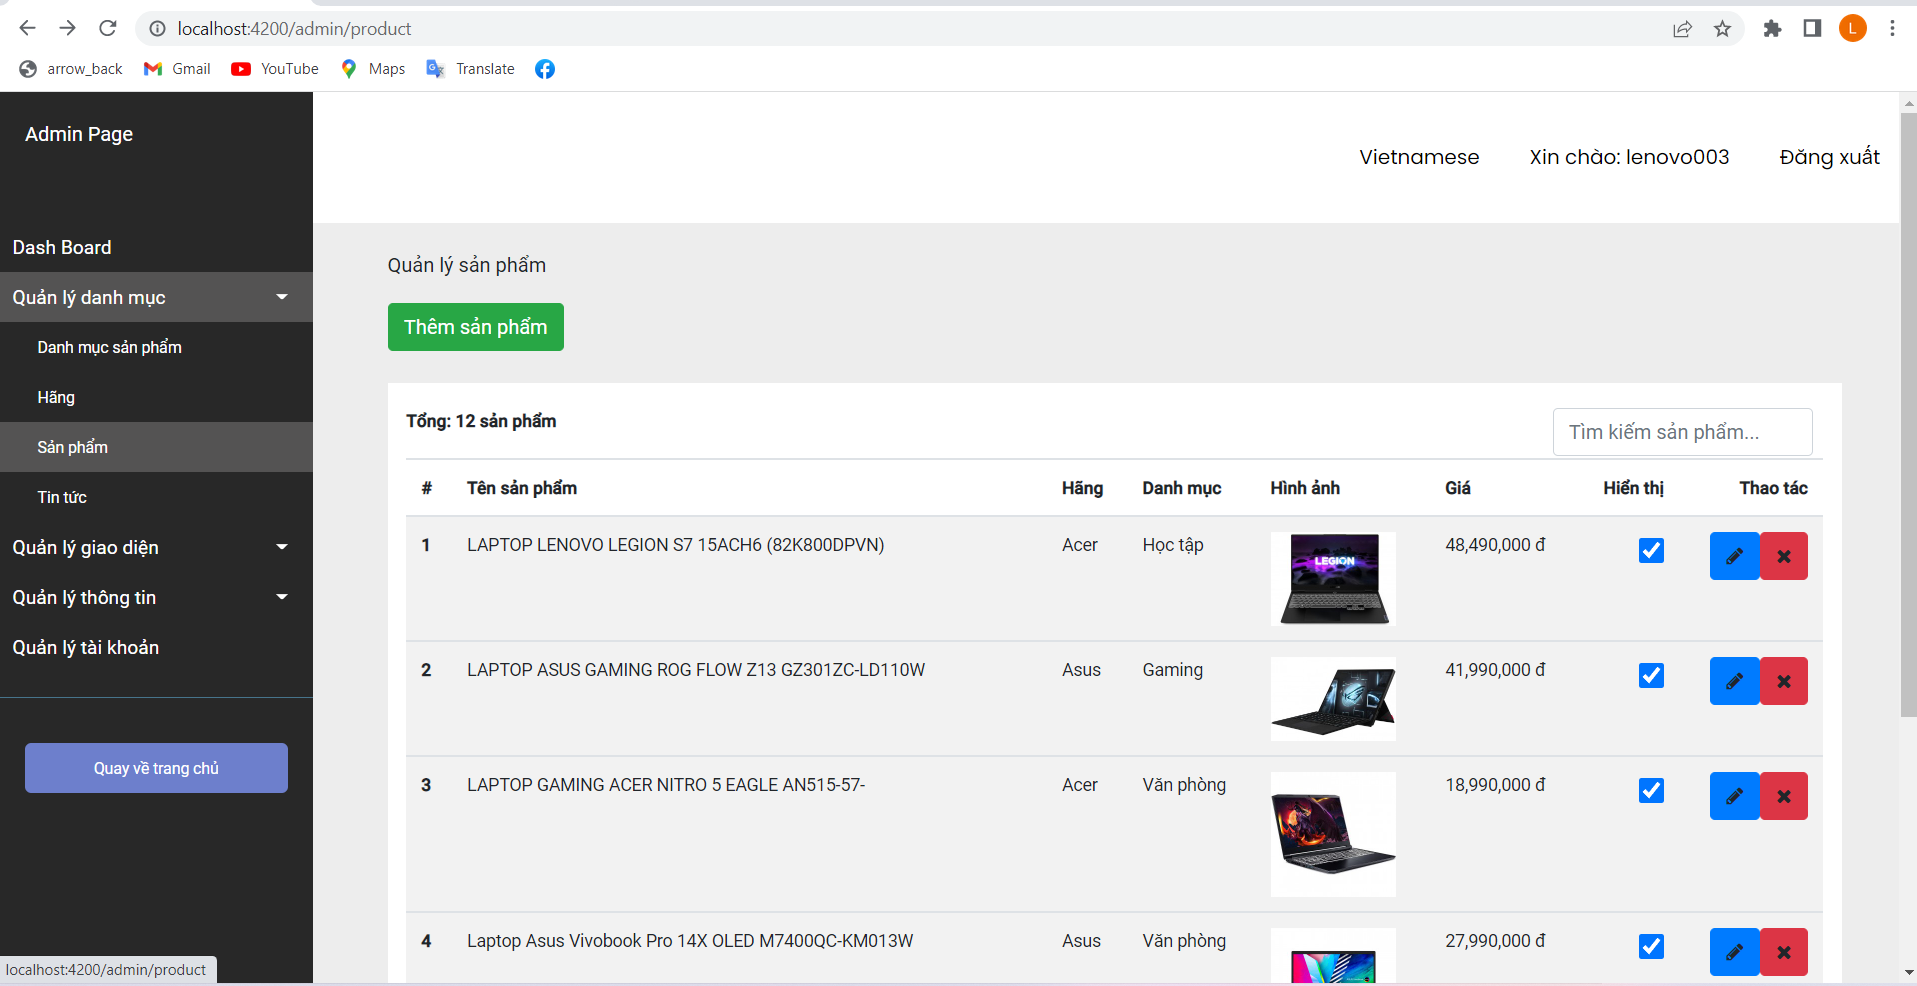 localhost:4200/admin/product
L
arrow_back Gmail YouTube Maps Translate
Admin Page
Vietnamese Xin chào: lenovo003 Đăng xuất
Dash Board
Quản lý danh mục
Danh mục sản phẩm
Hãng
Sản phẩm
Tin tức
Quản lý giao diện
Quản lý thông tin
Quản lý tài khoản
Quay về trang chủ
Quản lý sản phẩm
Thêm sản phẩm
Tổng: 12 sản phẩm
Tìm kiếm sản phẩm...
# Tên sản phẩm Hãng Danh mục Hình ảnh Giá Hiển thị Thao tác
1 LAPTOP LENOVO LEGION S7 15ACH6 (82K800DPVN) Acer Học tập LEGION 48,490,000 đ
2 LAPTOP ASUS GAMING ROG FLOW Z13 GZ301ZC-LD110W Asus Gaming 41,990,000 đ
3 LAPTOP GAMING ACER NITRO 5 EAGLE AN515-57- Acer Văn phòng 18,990,000 đ
4 Laptop Asus Vivobook Pro 14X OLED M7400QC-KM013W Asus Văn phòng 27,990,000 đ
localhost:4200/admin/product